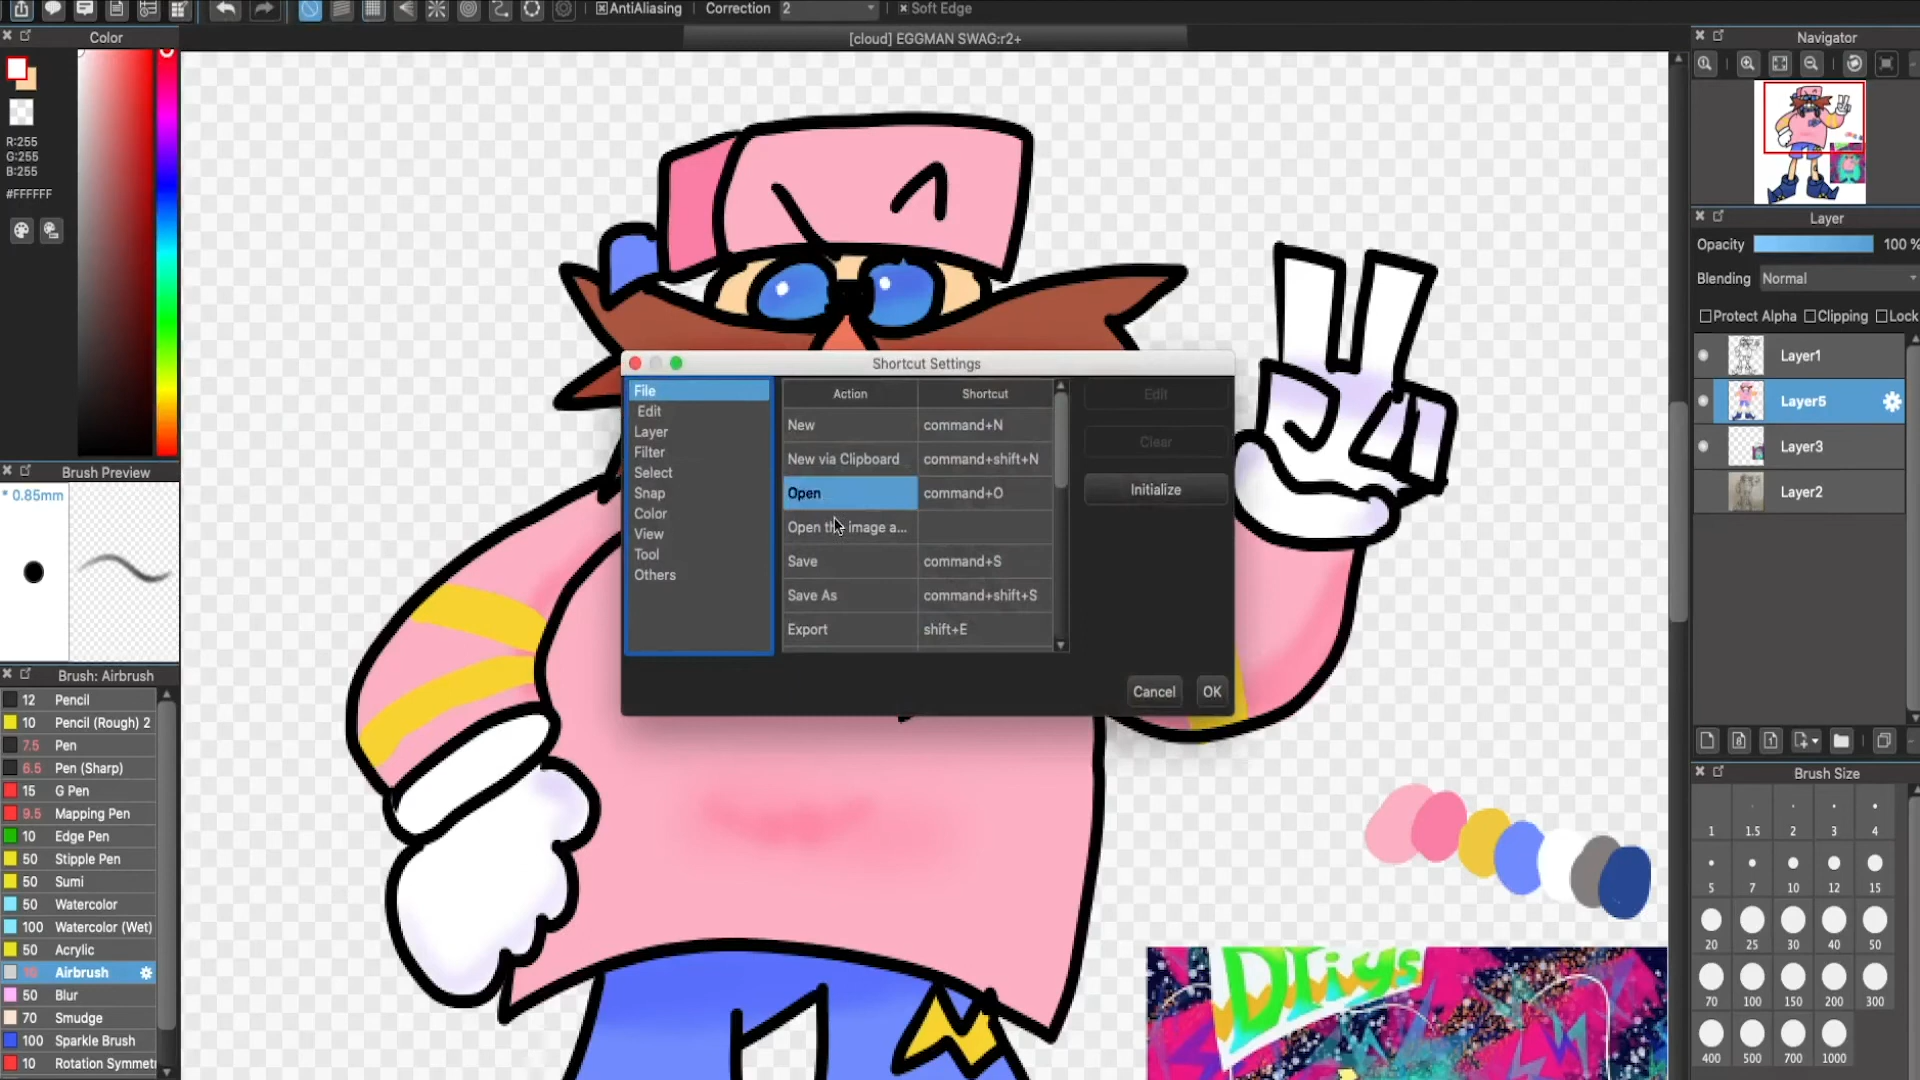 AntiAliasing Correction 2 Soft Edge
Color
[cloud] EGGMAN SWAG:r2+
Navigator
R:255
G:255
B:255
#FFFFFF
Layer
Opacity 100 %
Blending Normal
Protect Alpha Clipping Lock
Layer1
Layer5
Layer3
Layer2
Shortcut Settings
File
Edit
Layer
Filter
Select
Snap
Color
View
Tool
Others
Action Shortcut
New command+N
New via Clipboard command+shift+N
Open command+O
Open the image a...
Save command+S
Save As command+shift+S
Export shift+E
Edit
Clear
Initialize
Cancel OK
Brush Preview
* 0.85mm
Brush: Airbrush
12 Pencil
10 Pencil (Rough) 2
7.5 Pen
6.5 Pen (Sharp)
15 G Pen
9.5 Mapping Pen
10 Edge Pen
50 Stipple Pen
50 Sumi
50 Watercolor
100 Watercolor (Wet)
50 Acrylic
Airbrush
50 Blur
70 Smudge
100 Sparkle Brush
10 Rotation Symmetr
Brush Size
1 1.5 2 3 4
5 7 10 12 15
20 25 30 40 50
70 100 150 200 300
400 500 700 1000